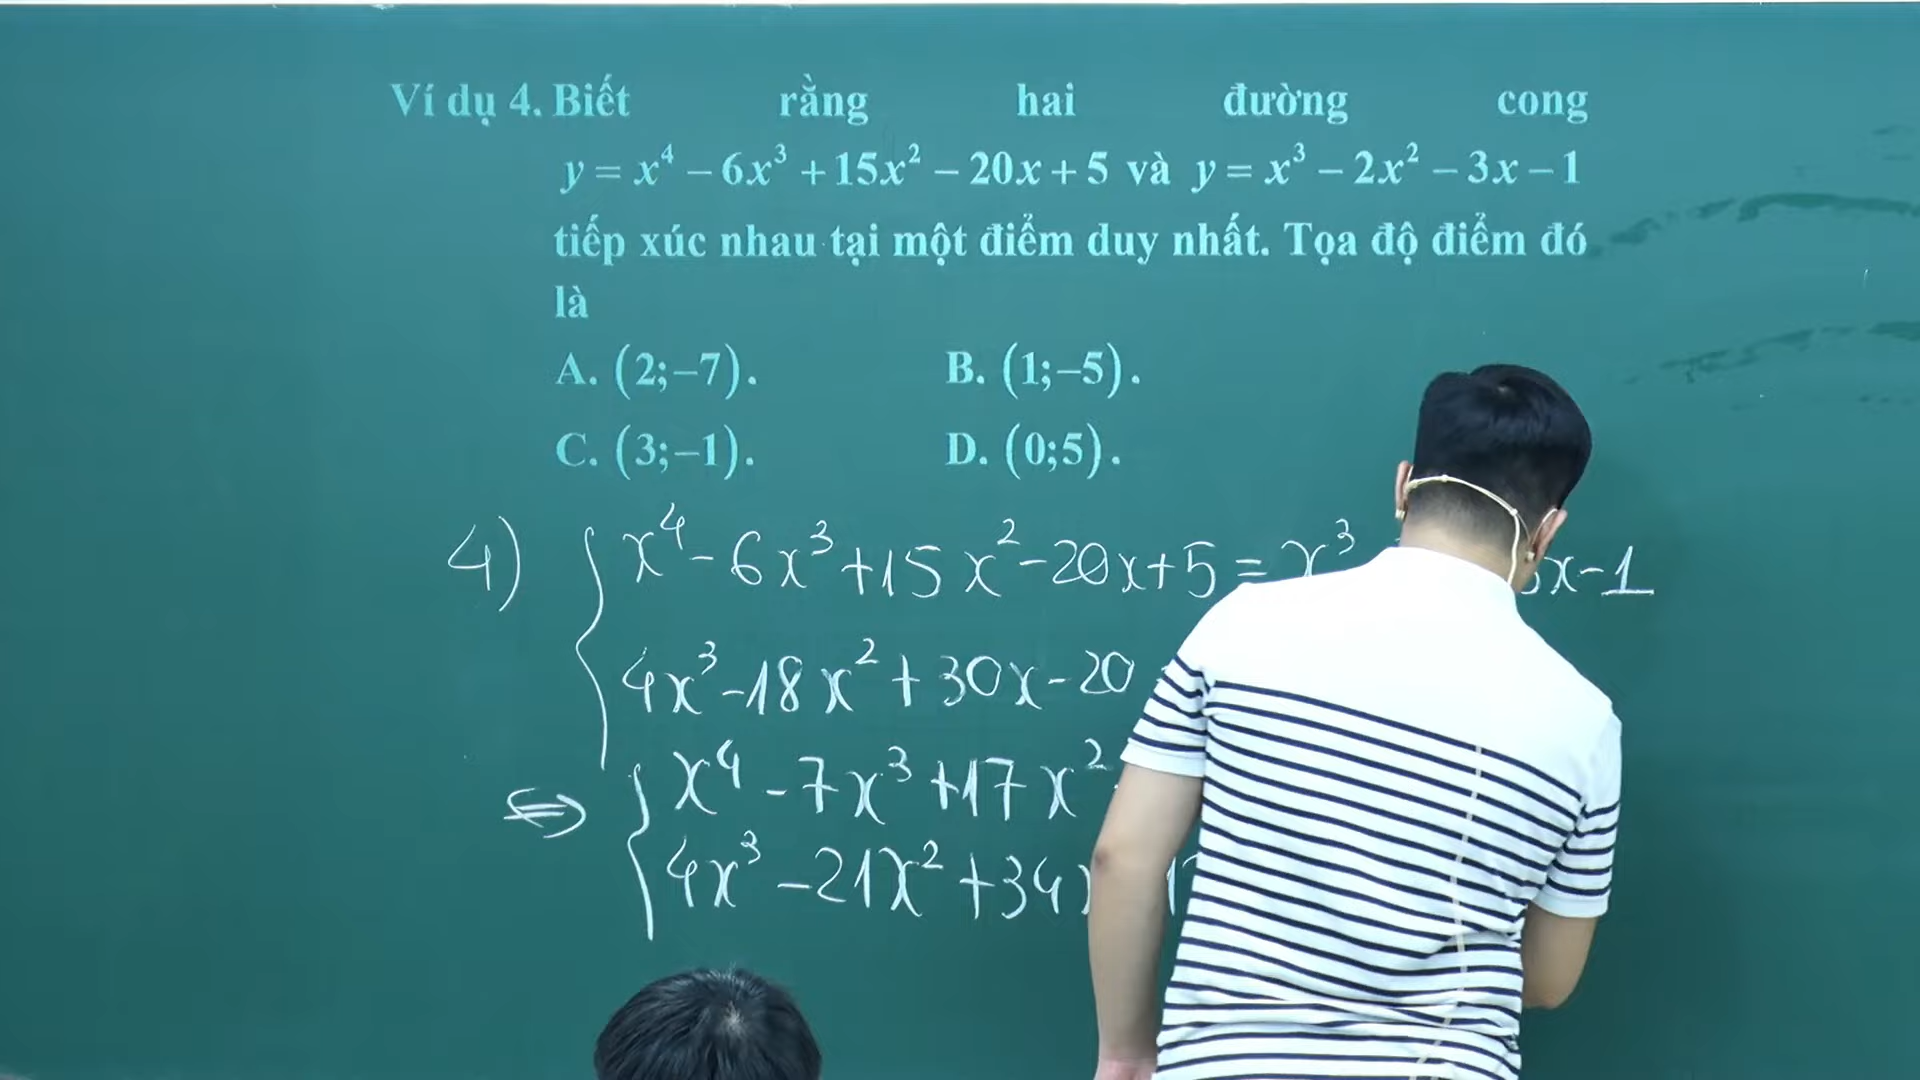 Ví dụ 4. Biết rằng hai đường cong
y = x⁴ − 6x³ + 15x² − 20x + 5 và y = x³ − 2x² − 3x − 1
tiếp xúc nhau tại một điểm duy nhất. Tọa độ điểm đó
là
A. (2;−7). B. (1;−5).
C. (3;−1). D. (0;5).
4) { x⁴ − 6x³ + 15x² − 20x + 5 = x³ 3x − 1
4x³ − 18x² + 30x − 20
⇔ { x⁴ − 7x³ + 17x²
4x³ − 21x² + 34x